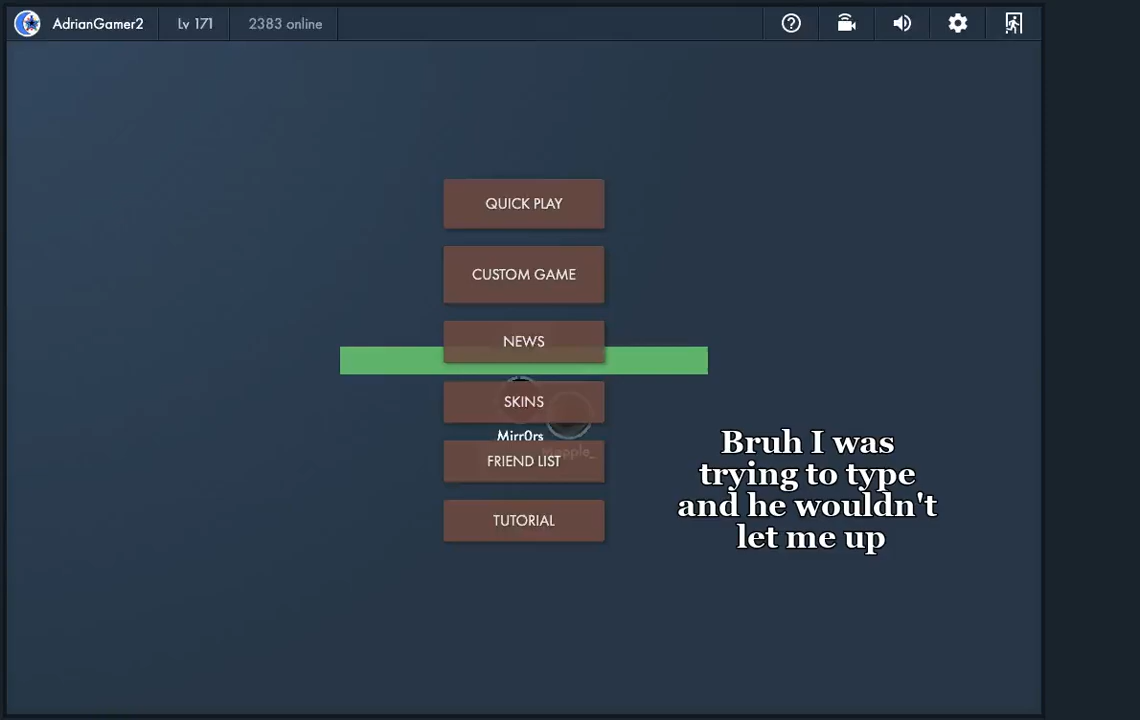 AdrianGamer2 Lv 171 2383 online
QUICK PLAY
CUSTOM GAME
NEWS
SKINS
Mirr0rs
FRIEND LIST
TUTORIAL
Bruh I was
trying to type
and he wouldn't
let me up